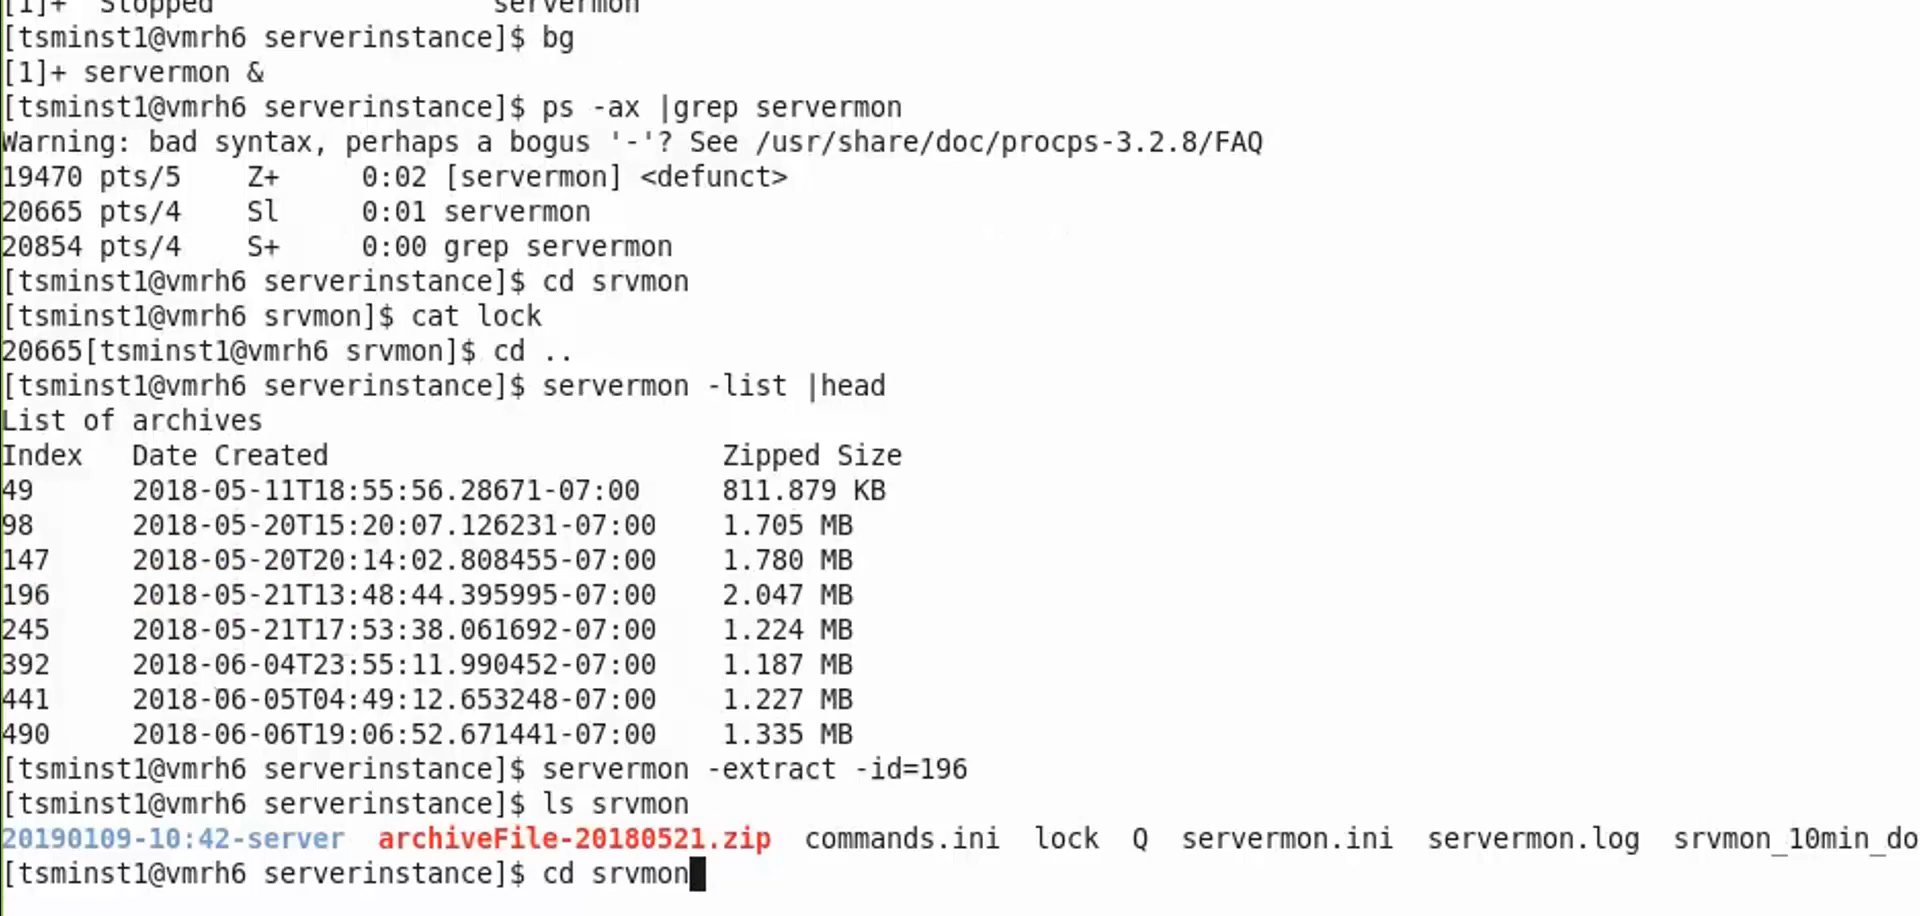 [1]+  Stopped                 servermon
[tsminst1@vmrh6 serverinstance]$ bg
[1]+ servermon &
[tsminst1@vmrh6 serverinstance]$ ps -ax |grep servermon
Warning: bad syntax, perhaps a bogus '-'? See /usr/share/doc/procps-3.2.8/FAQ
19470 pts/5    Z+     0:02 [servermon] <defunct>
20665 pts/4    Sl     0:01 servermon
20854 pts/4    S+     0:00 grep servermon
[tsminst1@vmrh6 serverinstance]$ cd srvmon
[tsminst1@vmrh6 srvmon]$ cat lock
20665[tsminst1@vmrh6 srvmon]$ cd ..
[tsminst1@vmrh6 serverinstance]$ servermon -list |head
List of archives
Index   Date Created                        Zipped Size
49      2018-05-11T18:55:56.28671-07:00     811.879 KB
98      2018-05-20T15:20:07.126231-07:00    1.705 MB
147     2018-05-20T20:14:02.808455-07:00    1.780 MB
196     2018-05-21T13:48:44.395995-07:00    2.047 MB
245     2018-05-21T17:53:38.061692-07:00    1.224 MB
392     2018-06-04T23:55:11.990452-07:00    1.187 MB
441     2018-06-05T04:49:12.653248-07:00    1.227 MB
490     2018-06-06T19:06:52.671441-07:00    1.335 MB
[tsminst1@vmrh6 serverinstance]$ servermon -extract -id=196
[tsminst1@vmrh6 serverinstance]$ ls srvmon
20190109-10:42-server  archiveFile-20180521.zip  commands.ini  lock  Q  servermon.ini  servermon.log  srvmon_10min_do
[tsminst1@vmrh6 serverinstance]$ cd srvmon